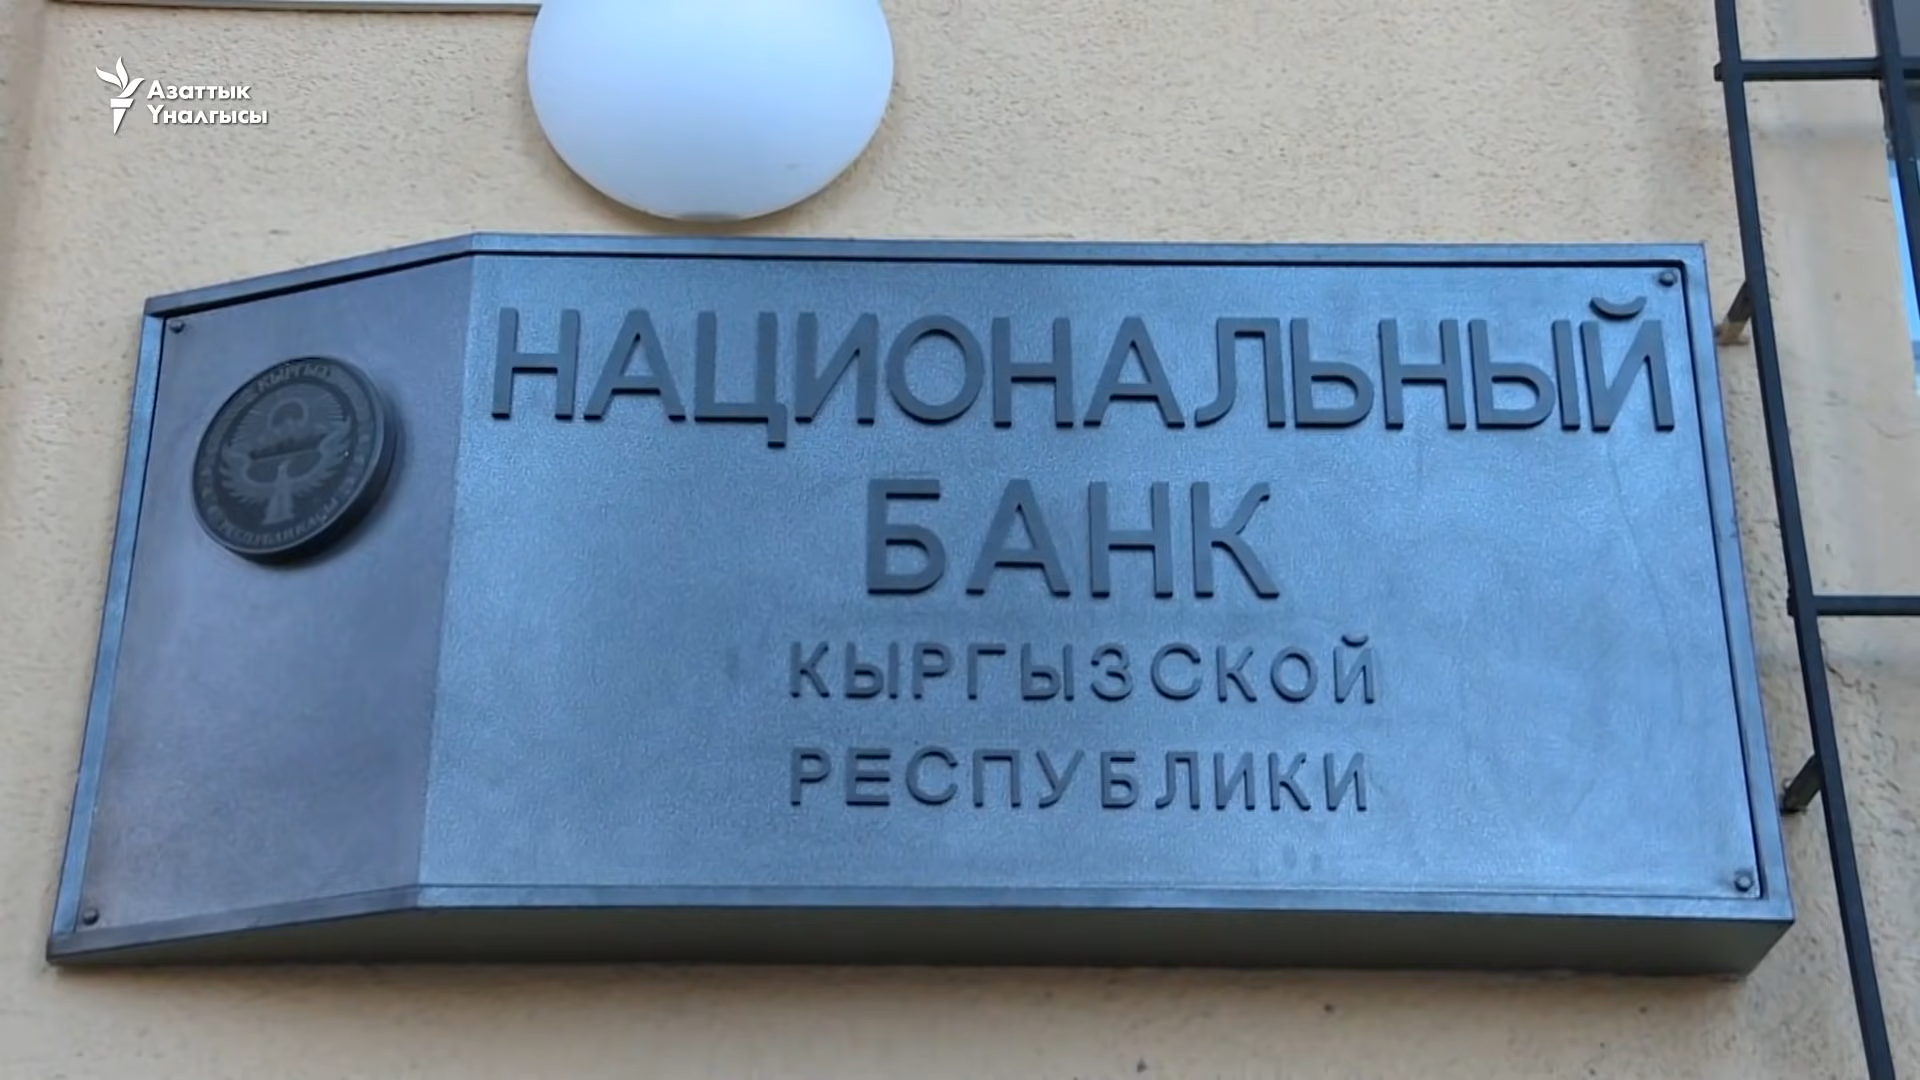 Азаттык
Үналгысы
НАЦИОНАЛЬНЫЙ
БАНК
КЫРГЫЗСКОЙ
РЕСПУБЛИКИ